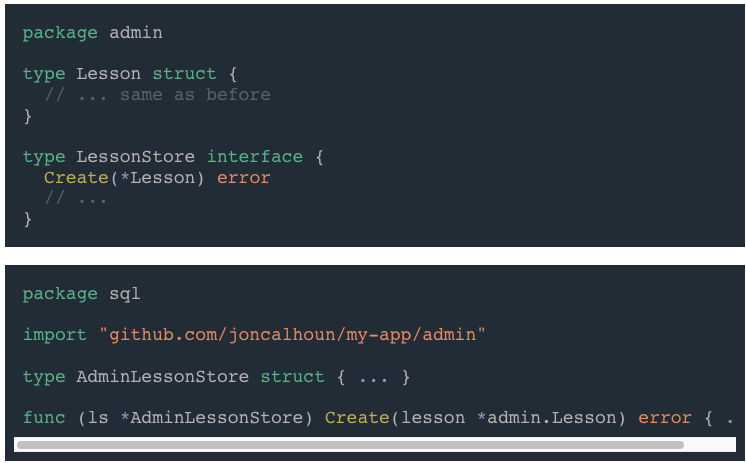 package admin
type Lesson struct {
  // ... same as before
}
type LessonStore interface {
  Create(*Lesson) error
  // ...
}
package sql
import "github.com/joncalhoun/my-app/admin"
type AdminLessonStore struct { ... }
func (ls *AdminLessonStore) Create(lesson *admin.Lesson) error { .